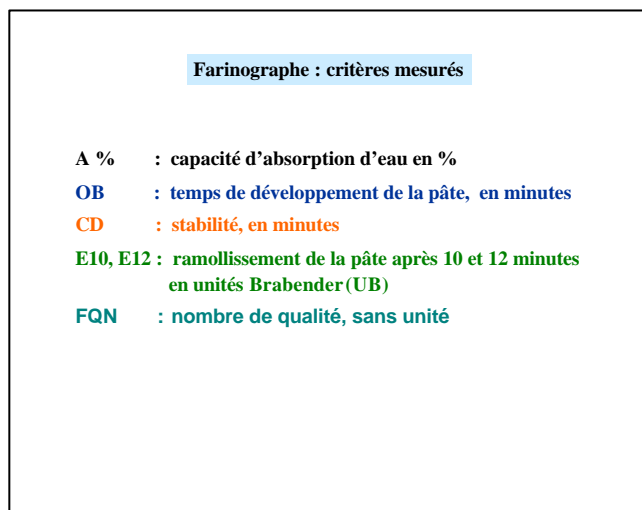 Farinographe : critères mesurés
A % : capacité d'absorption d'eau en %
OB : temps de développement de la pâte, en minutes
CD : stabilité, en minutes
E10, E12 : ramollissement de la pâte après 10 et 12 minutes
en unités Brabender (UB)
FQN : nombre de qualité, sans unité